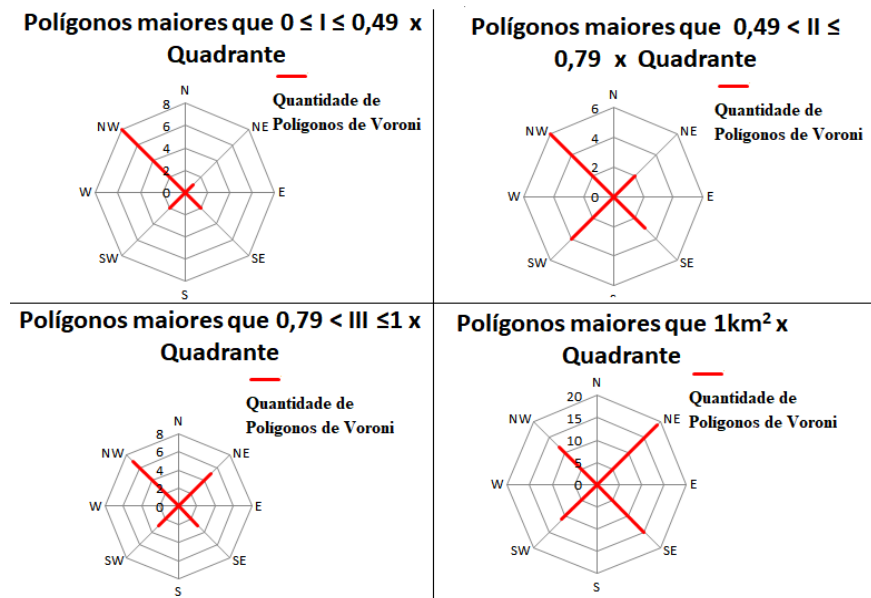 Polígonos maiores que 0 ≤ I ≤ 0,49 x
Quadrante
Quantidade de
Polígonos de Voroni
N
NE
E
SE
S
SW
W
NW
8
6
4
2
0
Polígonos maiores que 0,49 < II ≤
0,79 x Quadrante
Quantidade de
Polígonos de Voroni
N
NE
E
SE
SW
W
NW
6
4
2
0
Polígonos maiores que 0,79 < III ≤1 x
Quadrante
Quantidade de
Polígonos de Voroni
N
NE
E
SE
S
SW
W
NW
8
6
4
2
0
Polígonos maiores que 1km² x
Quadrante
Quantidade de
Polígonos de Voroni
N
NE
E
SE
S
SW
W
NW
20
15
10
5
0